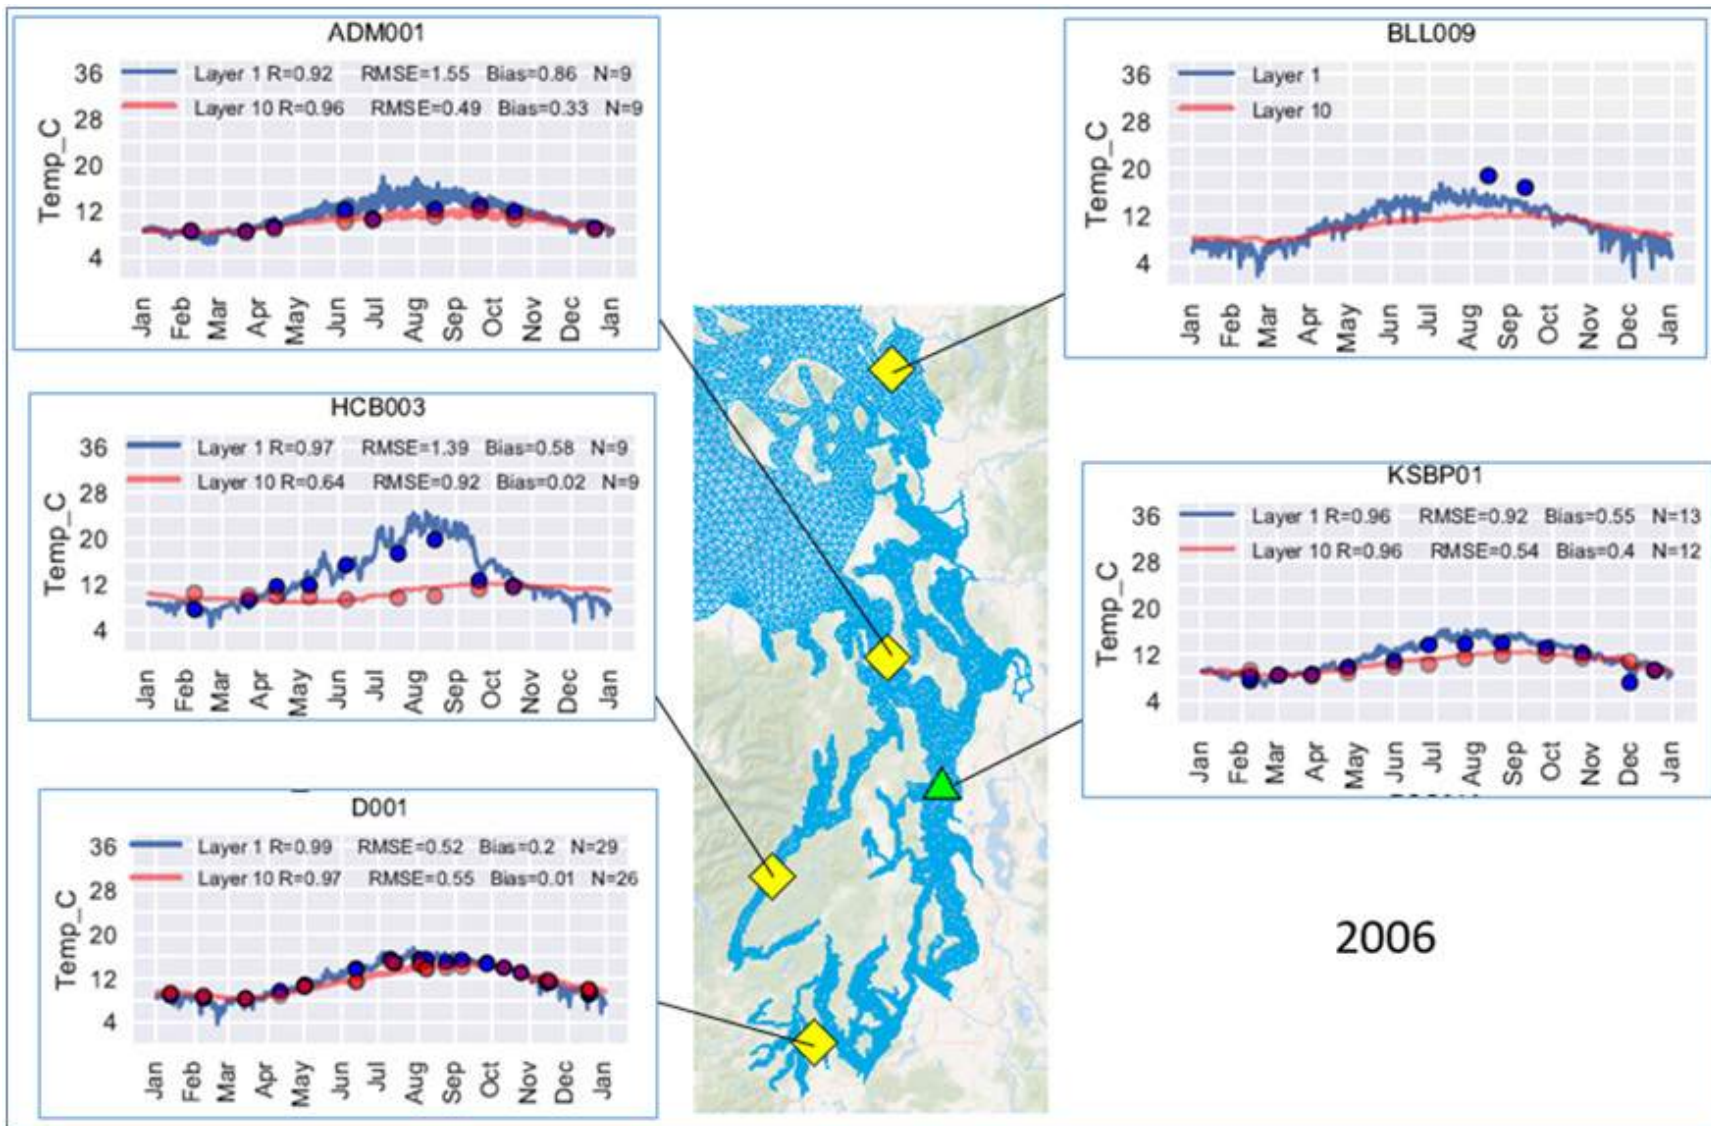 ADM001
Layer 1 R=0.92 RMSE=1.55 Bias=0.86 N=9
Layer 10 R=0.96 RMSE=0.49 Bias=0.33 N=9
Temp_C
36
28
20
12
4
Jan Feb Mar Apr May Jun Jul Aug Sep Oct Nov Dec Jan
BLL009
Layer 1
Layer 10
Temp_C
36
28
20
12
4
Jan Feb Mar Apr May Jun Jul Aug Sep Oct Nov Dec Jan
HCB003
Layer 1 R=0.97 RMSE=1.39 Bias=0.58 N=9
Layer 10 R=0.64 RMSE=0.92 Bias=0.02 N=9
Temp_C
36
28
20
12
4
Jan Feb Mar Apr May Jun Jul Aug Sep Oct Nov Dec Jan
KSBP01
Layer 1 R=0.96 RMSE=0.92 Bias=0.55 N=13
Layer 10 R=0.96 RMSE=0.54 Bias=0.4 N=12
Temp_C
36
28
20
12
4
Jan Feb Mar Apr May Jun Jul Aug Sep Oct Nov Dec Jan
D001
Layer 1 R=0.99 RMSE=0.52 Bias=0.2 N=29
Layer 10 R=0.97 RMSE=0.55 Bias=0.01 N=26
Temp_C
36
28
20
12
4
Jan Feb Mar Apr May Jun Jul Aug Sep Oct Nov Dec Jan
2006